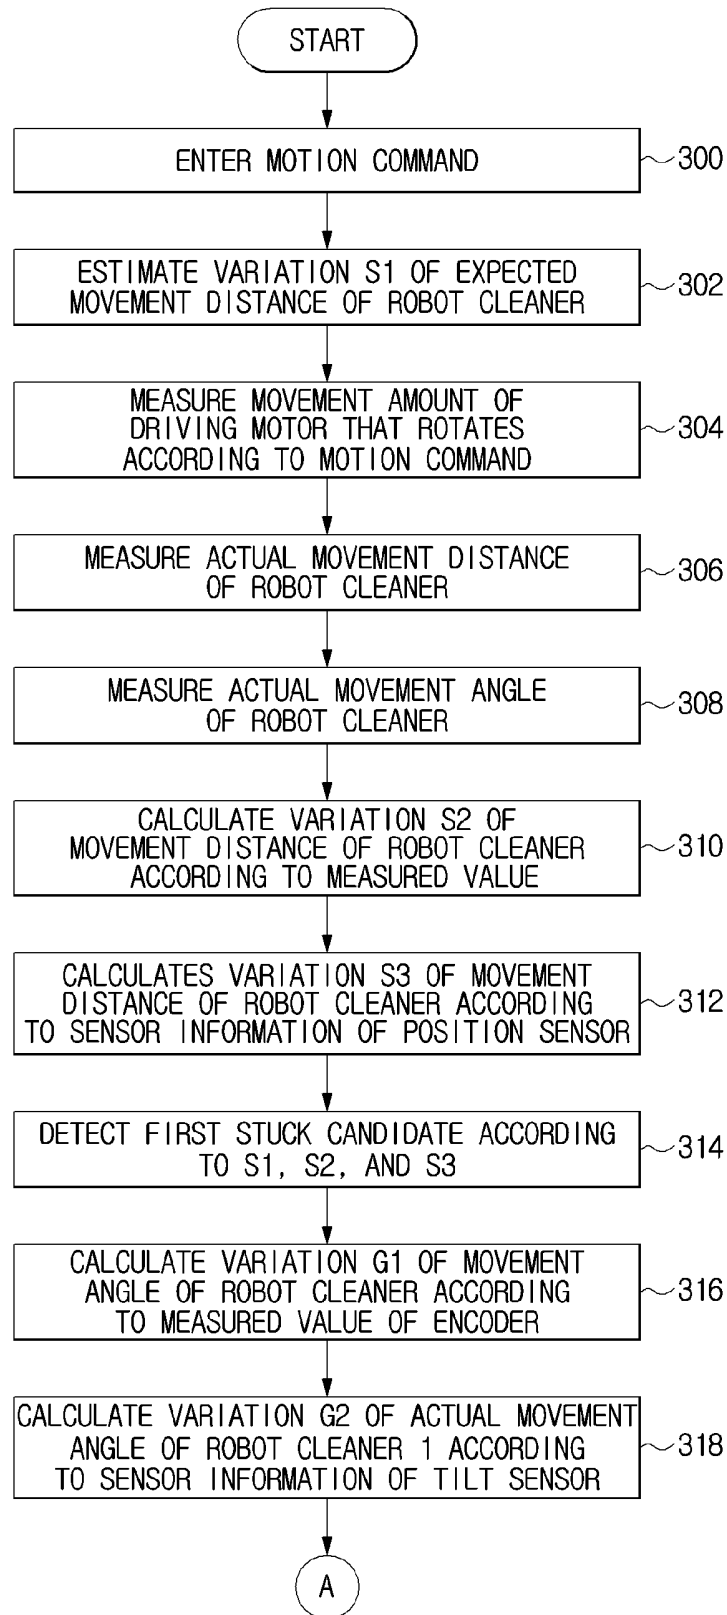 START
ENTER MOTION COMMAND
300
ESTIMATE VARIATION S1 OF EXPECTED
MOVEMENT DISTANCE OF ROBOT CLEANER
302
MEASURE MOVEMENT AMOUNT OF
DRIVING MOTOR THAT ROTATES
ACCORDING TO MOTION COMMAND
304
MEASURE ACTUAL MOVEMENT DISTANCE
OF ROBOT CLEANER
306
MEASURE ACTUAL MOVEMENT ANGLE
OF ROBOT CLEANER
308
CALCULATE VARIATION S2 OF
MOVEMENT DISTANCE OF ROBOT CLEANER
ACCORDING TO MEASURED VALUE
310
CALCULATES VARIATION S3 OF MOVEMENT
DISTANCE OF ROBOT CLEANER ACCORDING
TO SENSOR INFORMATION OF POSITION SENSOR
312
DETECT FIRST STUCK CANDIDATE ACCORDING
TO S1, S2, AND S3
314
CALCULATE VARIATION G1 OF MOVEMENT
ANGLE OF ROBOT CLEANER ACCORDING
TO MEASURED VALUE OF ENCODER
316
CALCULATE VARIATION G2 OF ACTUAL MOVEMENT
ANGLE OF ROBOT CLEANER 1 ACCORDING
TO SENSOR INFORMATION OF TILT SENSOR
318
A